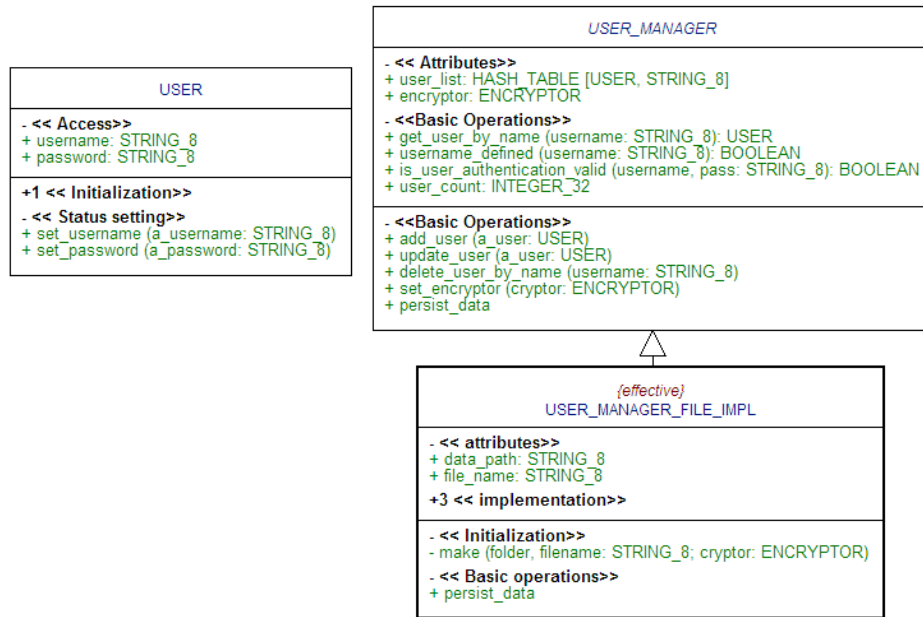 USER
- << Access>>
+ username: STRING_8
+ password: STRING_8
+1 << Initialization>>
- << Status setting>>
+ set_username (a_username: STRING_8)
+ set_password (a_password: STRING_8)
USER_MANAGER
- << Attributes>>
+ user_list: HASH_TABLE [USER, STRING_8]
+ encryptor: ENCRYPTOR
- <<Basic Operations>>
+ get_user_by_name (username: STRING_8): USER
+ username_defined (username: STRING_8): BOOLEAN
+ is_user_authentication_valid (username, pass: STRING_8): BOOLEAN
+ user_count: INTEGER_32
- <<Basic Operations>>
+ add_user (a_user: USER)
+ update_user (a_user: USER)
+ delete_user_by_name (username: STRING_8)
+ set_encryptor (cryptor: ENCRYPTOR)
+ persist_data
{effective}
USER_MANAGER_FILE_IMPL
- << attributes>>
+ data_path: STRING_8
+ file_name: STRING_8
+3 << implementation>>
- << Initialization>>
- make (folder, filename: STRING_8; cryptor: ENCRYPTOR)
- << Basic operations>>
+ persist_data